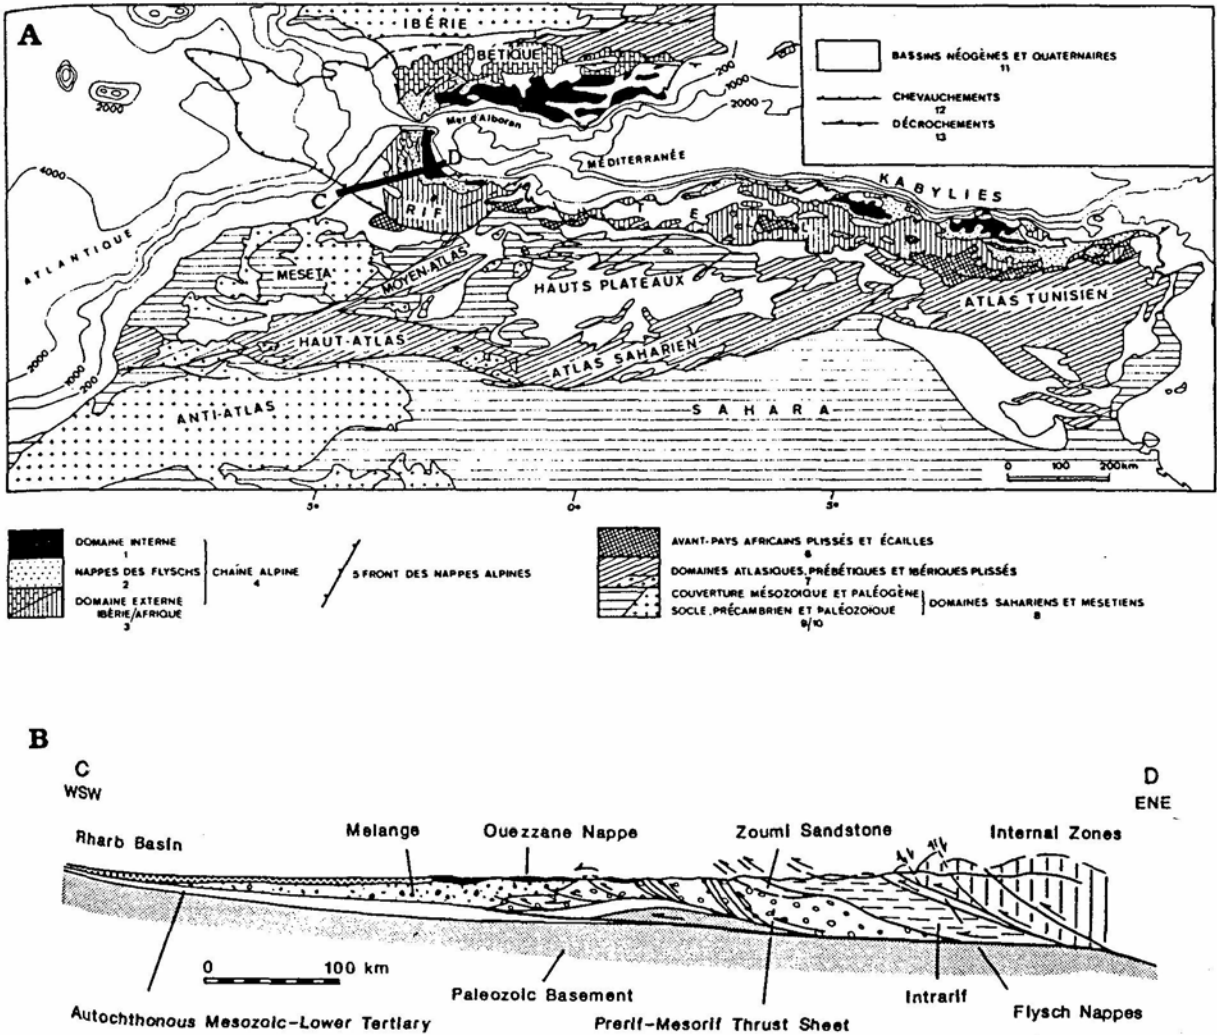 A
IBÉRIE
BÉTIQUE
200
1000
2000
2000
Mer d'Alboran
MÉDITERRANÉE
KABYLIES
4000
ATLANTIQUE
C
D
RIF
T E L L
MESETA
MOYEN-ATLAS
HAUTS PLATEAUX
ATLAS TUNISIEN
HAUT-ATLAS
ATLAS SAHARIEN
2000
1000
200
ANTI-ATLAS
SAHARA
0 100 200km
5° 0° 5°
BASSINS NÉOGÈNES ET QUATERNAIRES
11
CHEVAUCHEMENTS
12
DÉCROCHEMENTS
13
DOMAINE INTERNE
1
NAPPES DES FLYSCHS
2
DOMAINE EXTERNE
IBÉRIE/AFRIQUE
3
CHAÎNE ALPINE
4
5 FRONT DES NAPPES ALPINES
AVANT-PAYS AFRICAINS PLISSÉS ET ÉCAILLES
6
DOMAINES ATLASIQUES, PRÉBÉTIQUES ET IBÉRIQUES PLISSÉS
7
COUVERTURE MÉSOZOIQUE ET PALÉOGÈNE
SOCLE, PRÉCAMBRIEN ET PALÉOZOIQUE
9/10
DOMAINES SAHARIENS ET MESETIENS
8
B
C
WSW
D
ENE
Rharb Basin
Melange
Ouezzane Nappe
Zoumi Sandstone
Internal Zones
0 100 km
Paleozoic Basement
Intrarif
Flysch Nappes
Autochthonous Mesozoic-Lower Tertiary
Prerif-Mesorif Thrust Sheet